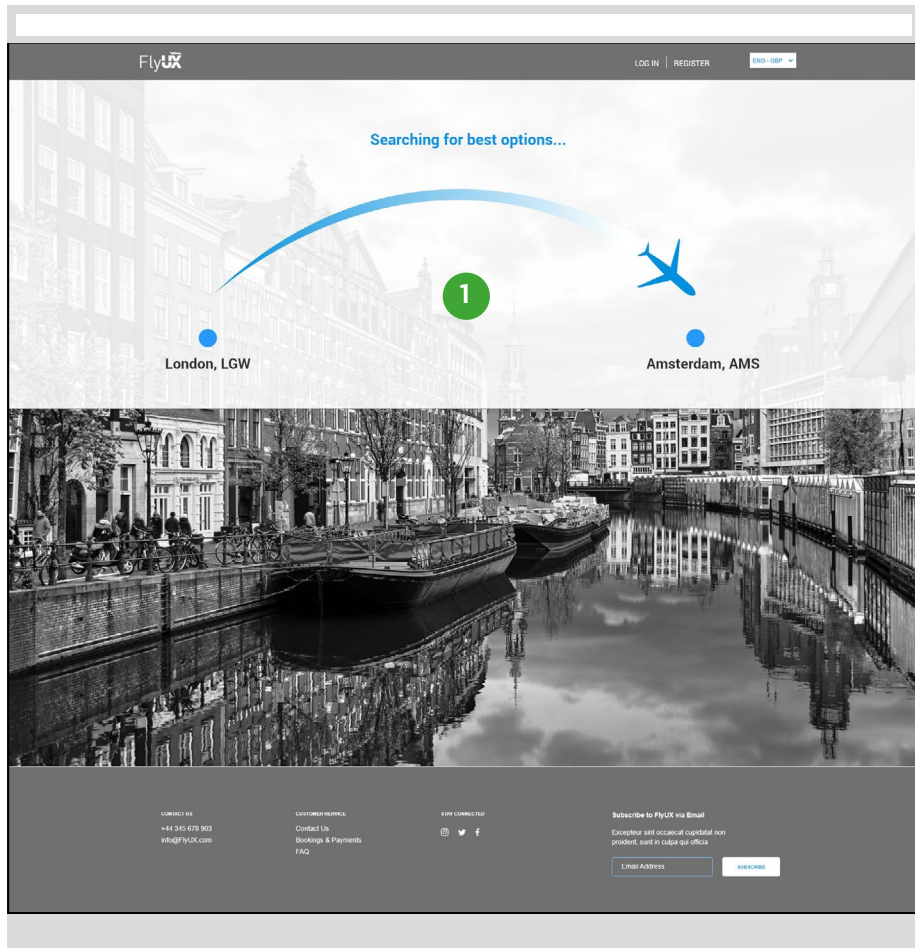 FlyUX
LOG IN
REGISTER
ENG - GBP
Searching for best options...
1
London, LGW
Amsterdam, AMS
CONTACT US
+44 345 678 903
info@FlyUX.com
CUSTOMER SERVICE
Contact Us
Bookings & Payments
FAQ
STAY CONNECTED
Subscribe to FlyUX via Email
Excepteur sint occaecat cupidatat non
proident, sunt in culpa qui officia
Email Address
SUBSCRIBE